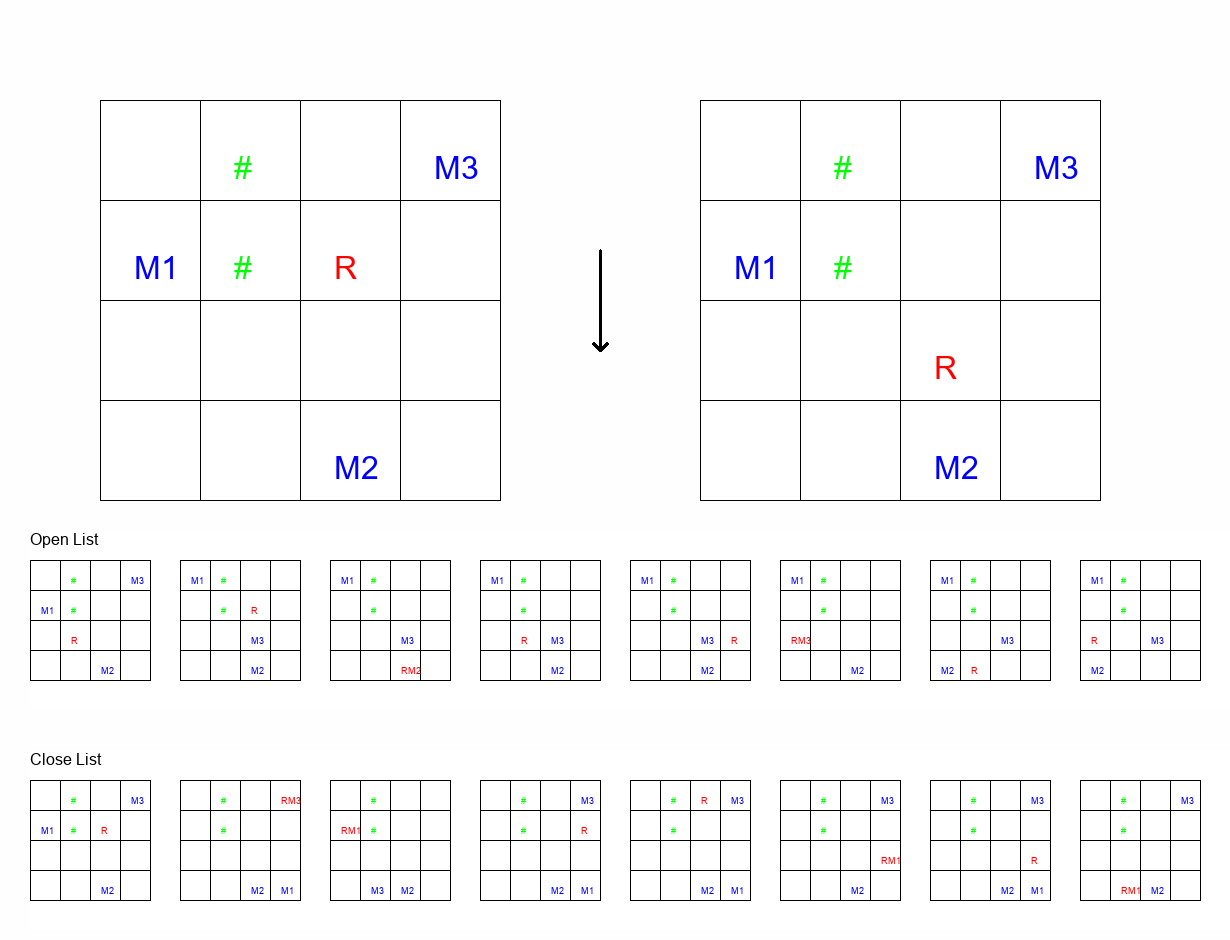 # M3 # M3
M1 # R M1 #
R
M2 M2
Open List
# M3 M1 # M1 # M1 # M1 # M1 # M1 # M1 #
M1 # # R # # # # # #
R M3 M3 R M3 M3 R RM3 M3 R M3
M2 M2 RM2 M2 M2 M2 M2 R M2
Close List
# M3 # RM3 # # M3 # R M3 # M3 # M3 # M3
M1 # R # RM1 # # R # # # #
RM1 R
M2 M2 M1 M3 M2 M2 M1 M2 M1 M2 M2 M1 RM1 M2